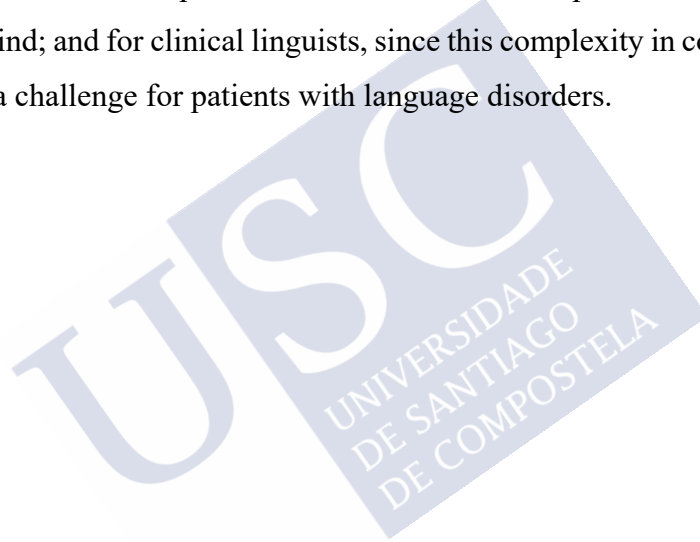 ind; and for clinical linguists, since this complexity in c
a challenge for patients with language disorders.
USC
UNIVERSIDADE
DE SANTIAGO
DE COMPOSTELA